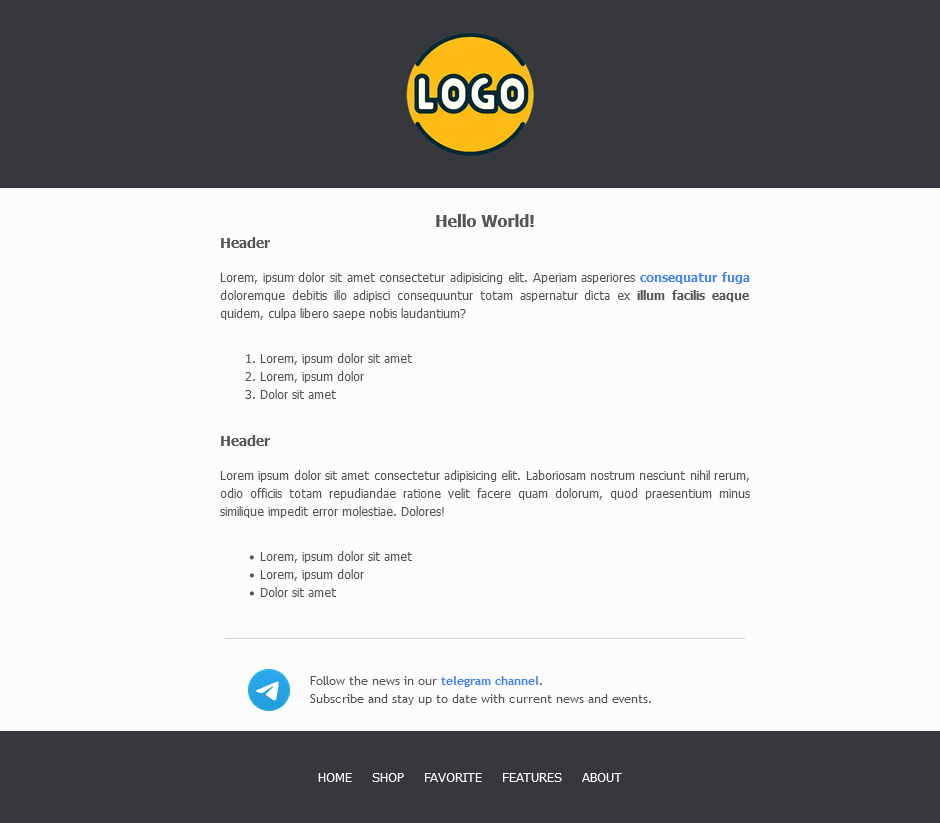 LOGO
Hello World!
Header
Lorem, ipsum dolor sit amet consectetur adipisicing elit. Aperiam asperiores consequatur fuga
doloremque debitis illo adipisci consequuntur totam aspernatur dicta ex illum facilis eaque
quidem, culpa libero saepe nobis laudantium?
1. Lorem, ipsum dolor sit amet
2. Lorem, ipsum dolor
3. Dolor sit amet
Header
Lorem ipsum dolor sit amet consectetur adipisicing elit. Laboriosam nostrum nesciunt nihil rerum,
odio officiis totam repudiandae ratione velit facere quam dolorum, quod praesentium minus
similique impedit error molestiae. Dolores!
• Lorem, ipsum dolor sit amet
• Lorem, ipsum dolor
• Dolor sit amet
Follow the news in our telegram channel.
Subscribe and stay up to date with current news and events.
HOME SHOP FAVORITE FEATURES ABOUT